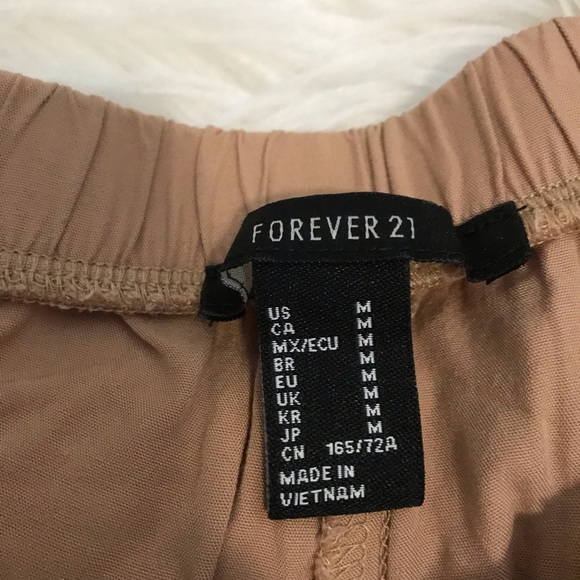 FOREVER 21
US M
CA M
MX/ECU M
BR M
EU M
UK M
KR M
JP M
CN 165/72A
MADE IN
VIETNAM